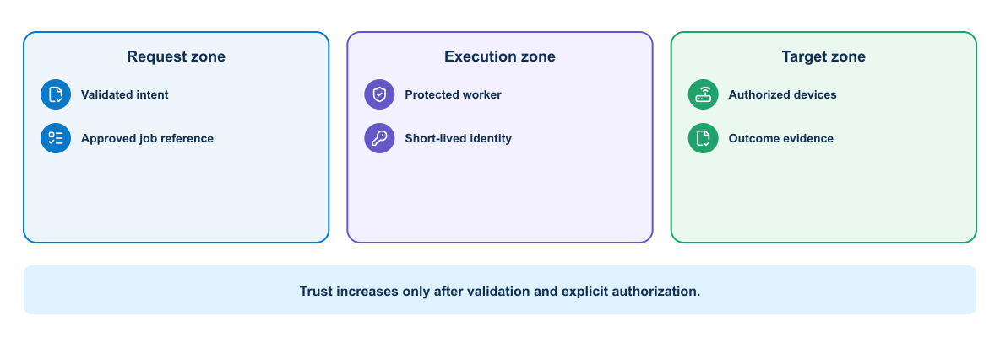 Request zone
Validated intent
Approved job reference
Execution zone
Protected worker
Short-lived identity
Target zone
Authorized devices
Outcome evidence
Trust increases only after validation and explicit authorization.